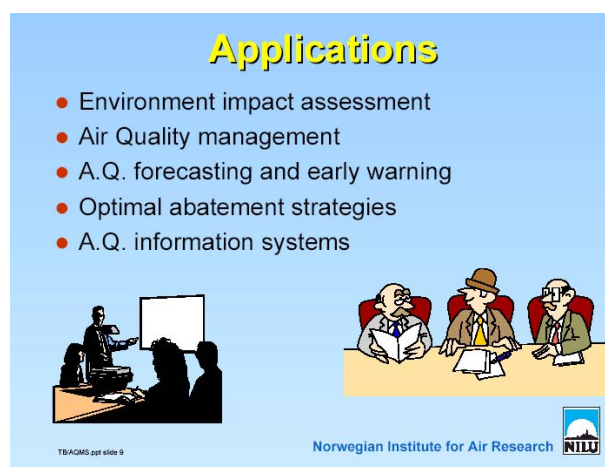 Applications
Environment impact assessment
Air Quality management
A.Q. forecasting and early warning
Optimal abatement strategies
A.Q. information systems
TB/AQMS.ppt slide 9
Norwegian Institute for Air Research
NILU